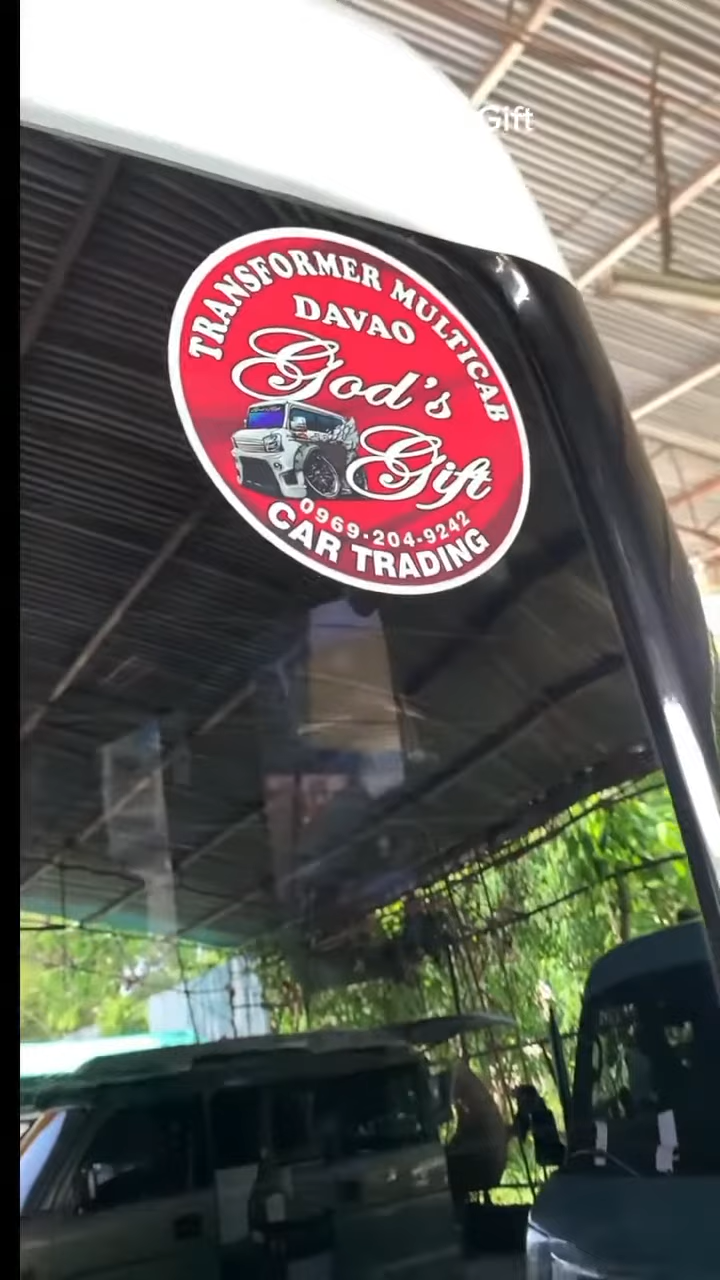 Gift
TRANSFORMER MULTICAB
DAVAO
God's
Gift
0969-204-9242
CAR TRADING